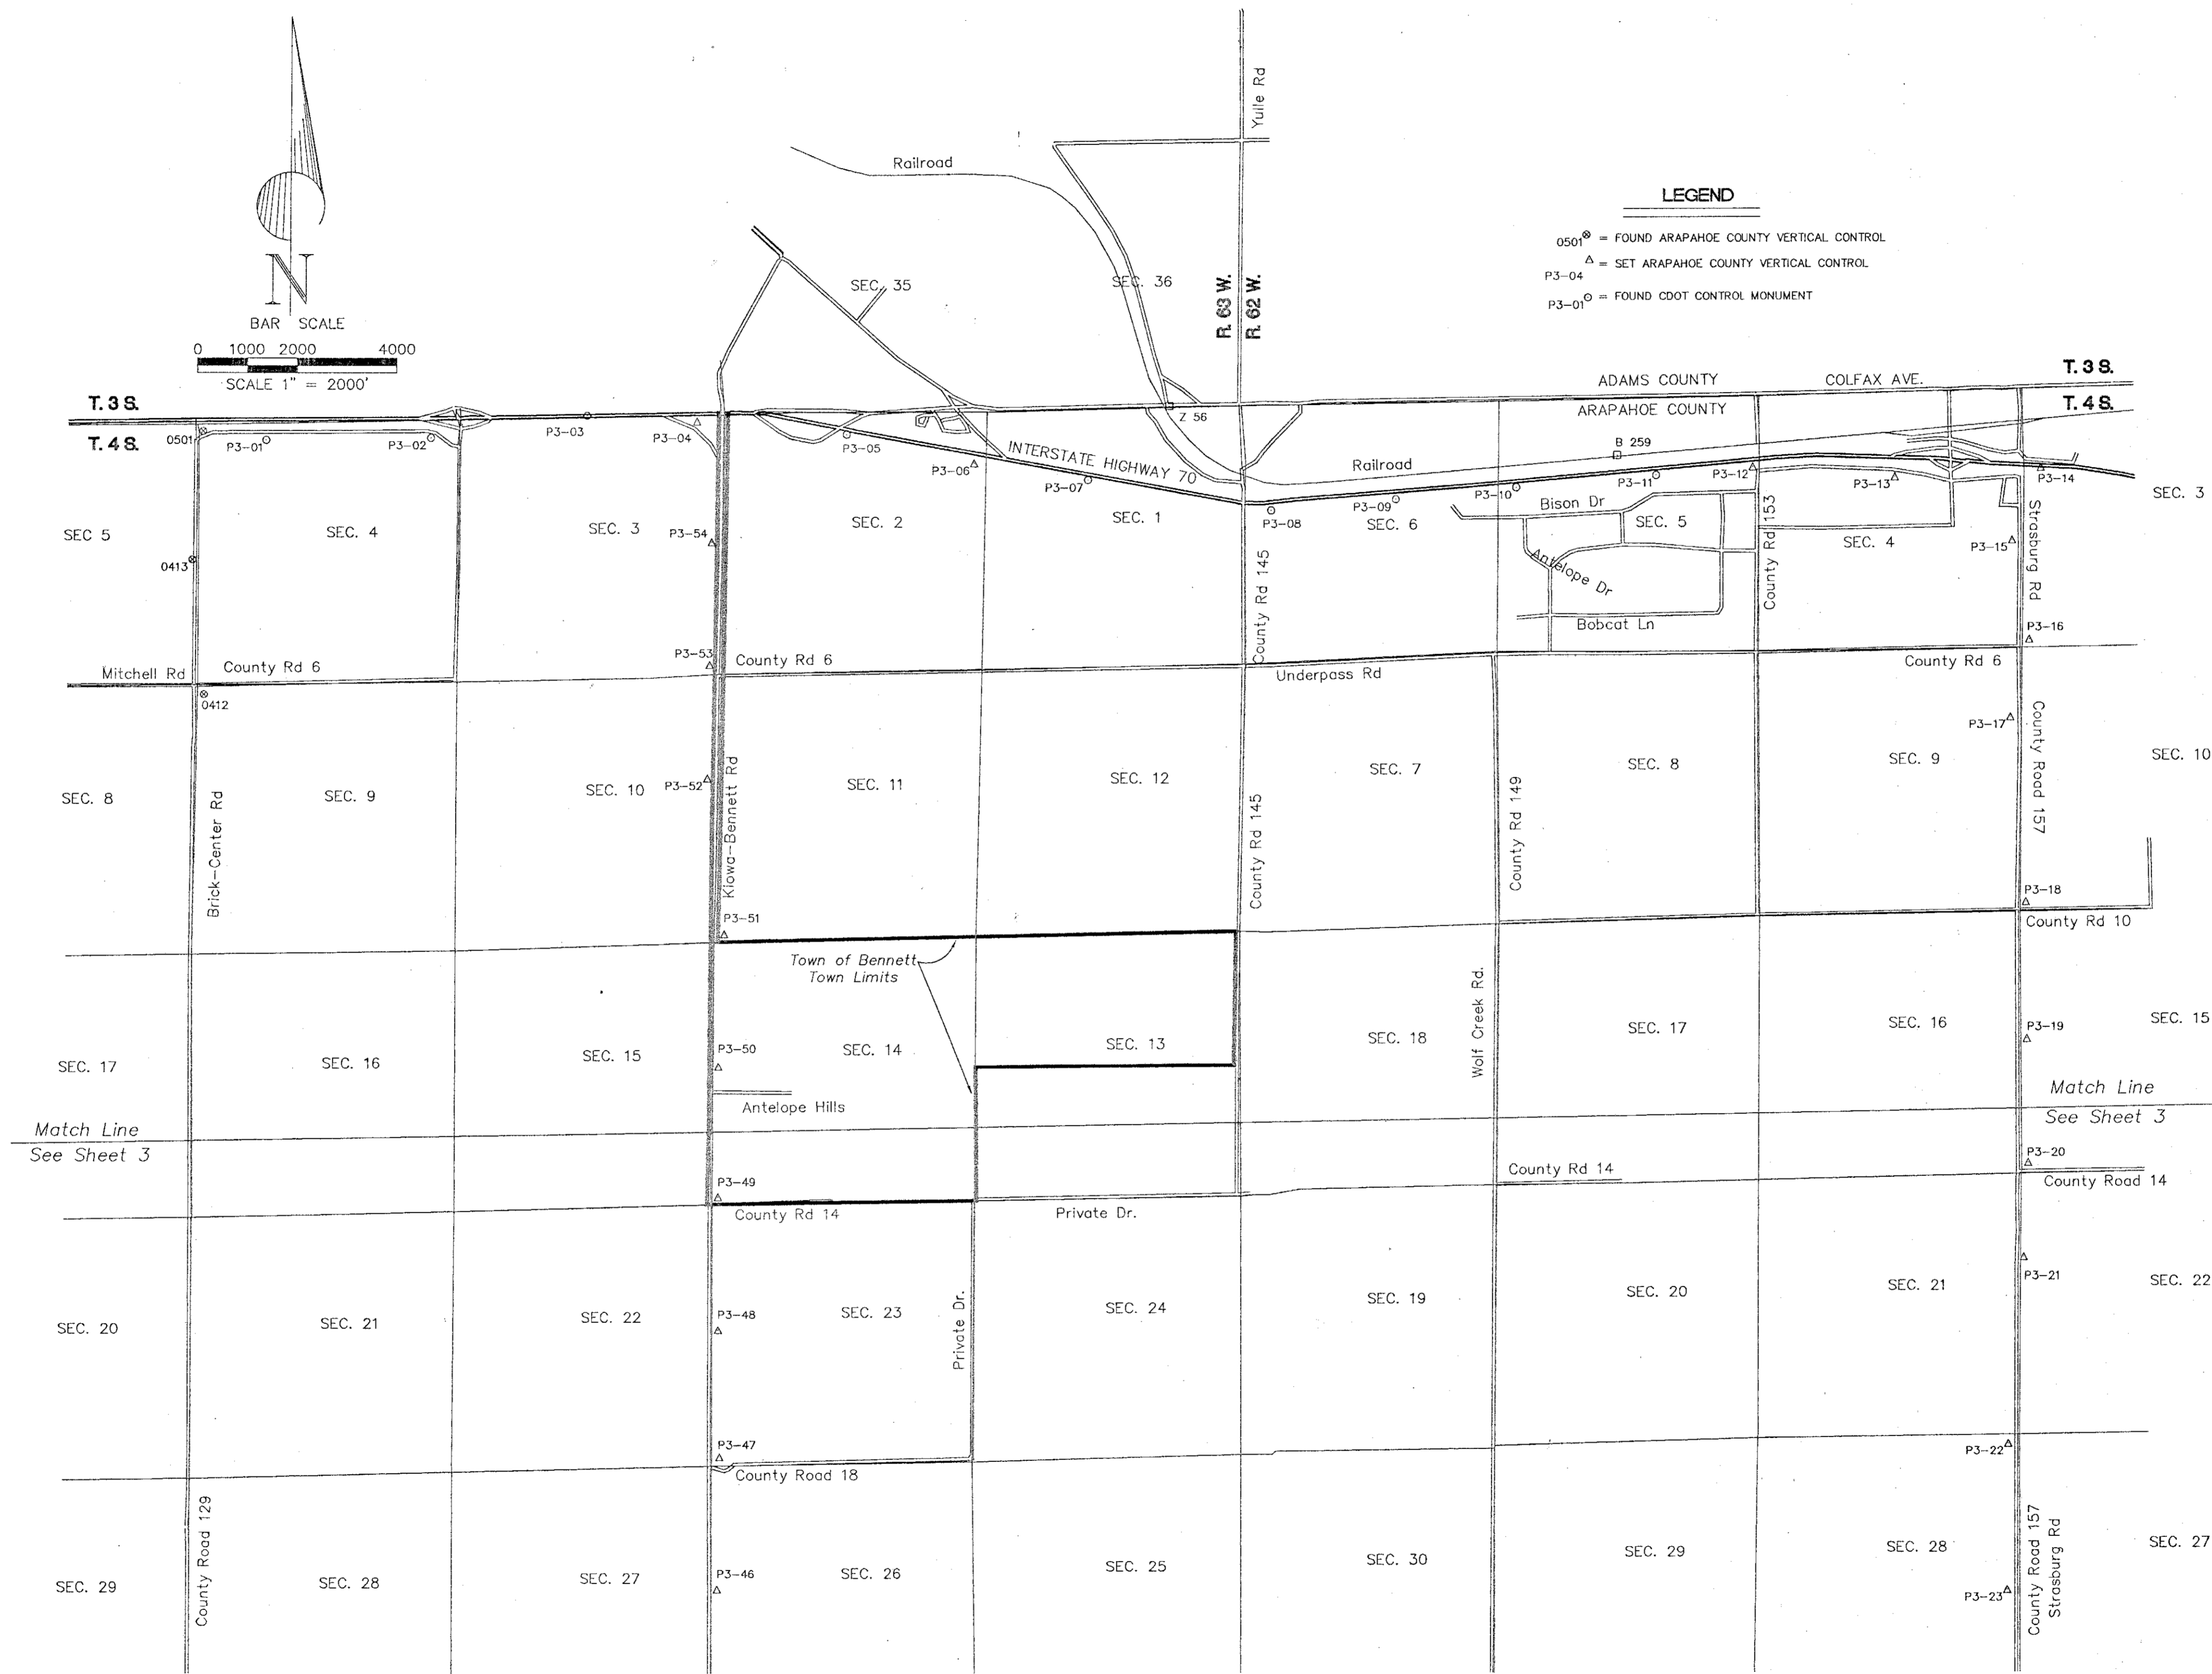 Yulle Rd
Railroad
LEGEND
0501 = FOUND ARAPAHOE COUNTY VERTICAL CONTROL
P3-04 = SET ARAPAHOE COUNTY VERTICAL CONTROL
P3-01 = FOUND CDOT CONTROL MONUMENT
SEC. 35
SEC. 36
R. 63 W.
R. 62 W.
N
BAR SCALE
0 1000 2000 4000
SCALE 1" = 2000'
T. 3 S.
T. 4 S.
ADAMS COUNTY
COLFAX AVE.
ARAPAHOE COUNTY
T. 3 S.
T. 4 S.
0501
P3-01
P3-02
P3-03
P3-04
P3-05
P3-06
P3-07
Z 56
INTERSTATE HIGHWAY 70
Railroad
B 259
P3-08
P3-09
P3-10
P3-11
P3-12
P3-13
P3-14
SEC 5
SEC. 4
SEC. 3
P3-54
SEC. 2
SEC. 1
SEC. 6
Bison Dr
SEC. 5
SEC. 4
P3-15
SEC. 3
0413
Antelope Dr
Bobcat Ln
County Rd 145
County Rd 153
Strasburg Rd
P3-16
Mitchell Rd
County Rd 6
P3-53
County Rd 6
Underpass Rd
County Rd 6
0412
P3-17
County Road 157
SEC. 8
SEC. 9
SEC. 10
P3-52
SEC. 11
SEC. 12
SEC. 7
SEC. 8
SEC. 9
SEC. 10
Brick-Center Rd
Kiowa-Bennett Rd
County Rd 145
County Rd 149
P3-18
P3-51
County Rd 10
Town of Bennett
Town Limits
Wolf Creek Rd.
SEC. 17
SEC. 16
SEC. 15
P3-50
SEC. 14
SEC. 13
SEC. 18
SEC. 17
SEC. 16
P3-19
SEC. 15
Antelope Hills
Match Line
See Sheet 3
Match Line
See Sheet 3
P3-20
P3-49
County Rd 14
County Rd 14
Private Dr.
County Road 14
P3-21
SEC. 20
SEC. 21
SEC. 22
P3-48
SEC. 23
Private Dr.
SEC. 24
SEC. 19
SEC. 20
SEC. 21
SEC. 22
P3-47
County Road 18
P3-22
County Road 129
SEC. 29
SEC. 28
SEC. 27
P3-46
SEC. 26
SEC. 25
SEC. 30
SEC. 29
SEC. 28
P3-23
County Road 157
Strasburg Rd
SEC. 27